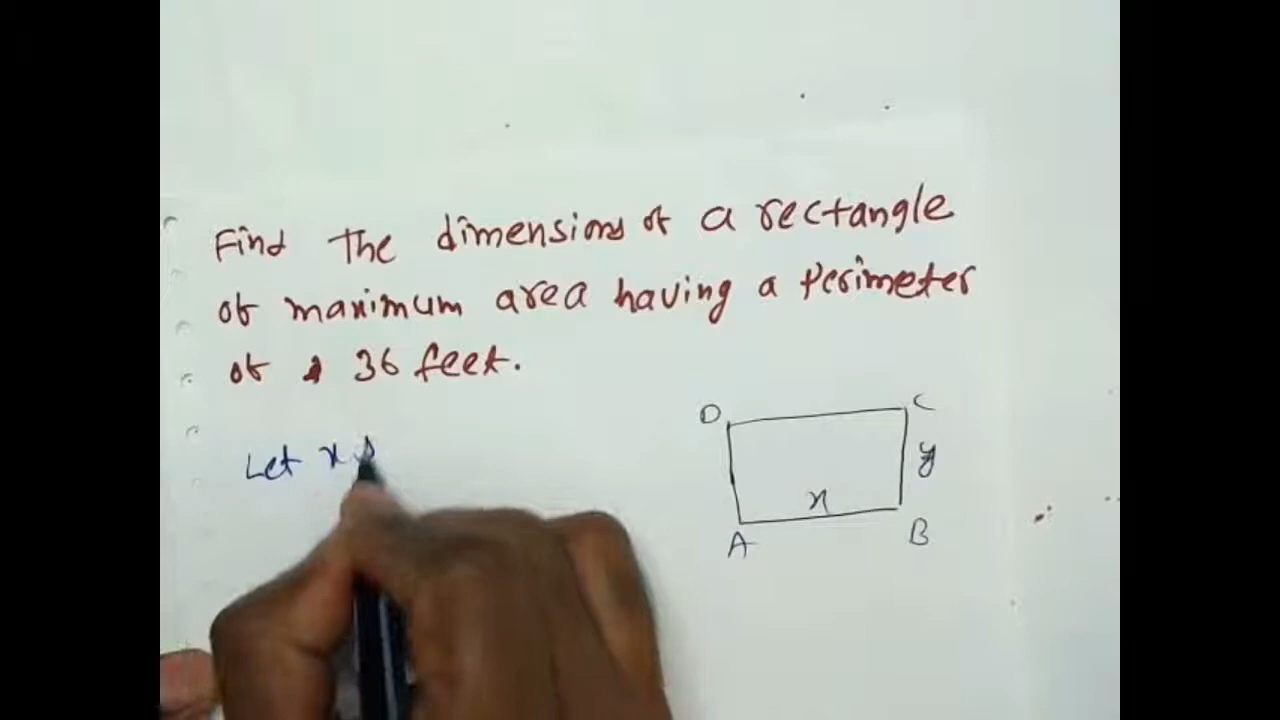 Find the dimensions of a rectangle
of maximum area having a perimeter
of 36 feet.
Let x
D C
y
x
A B